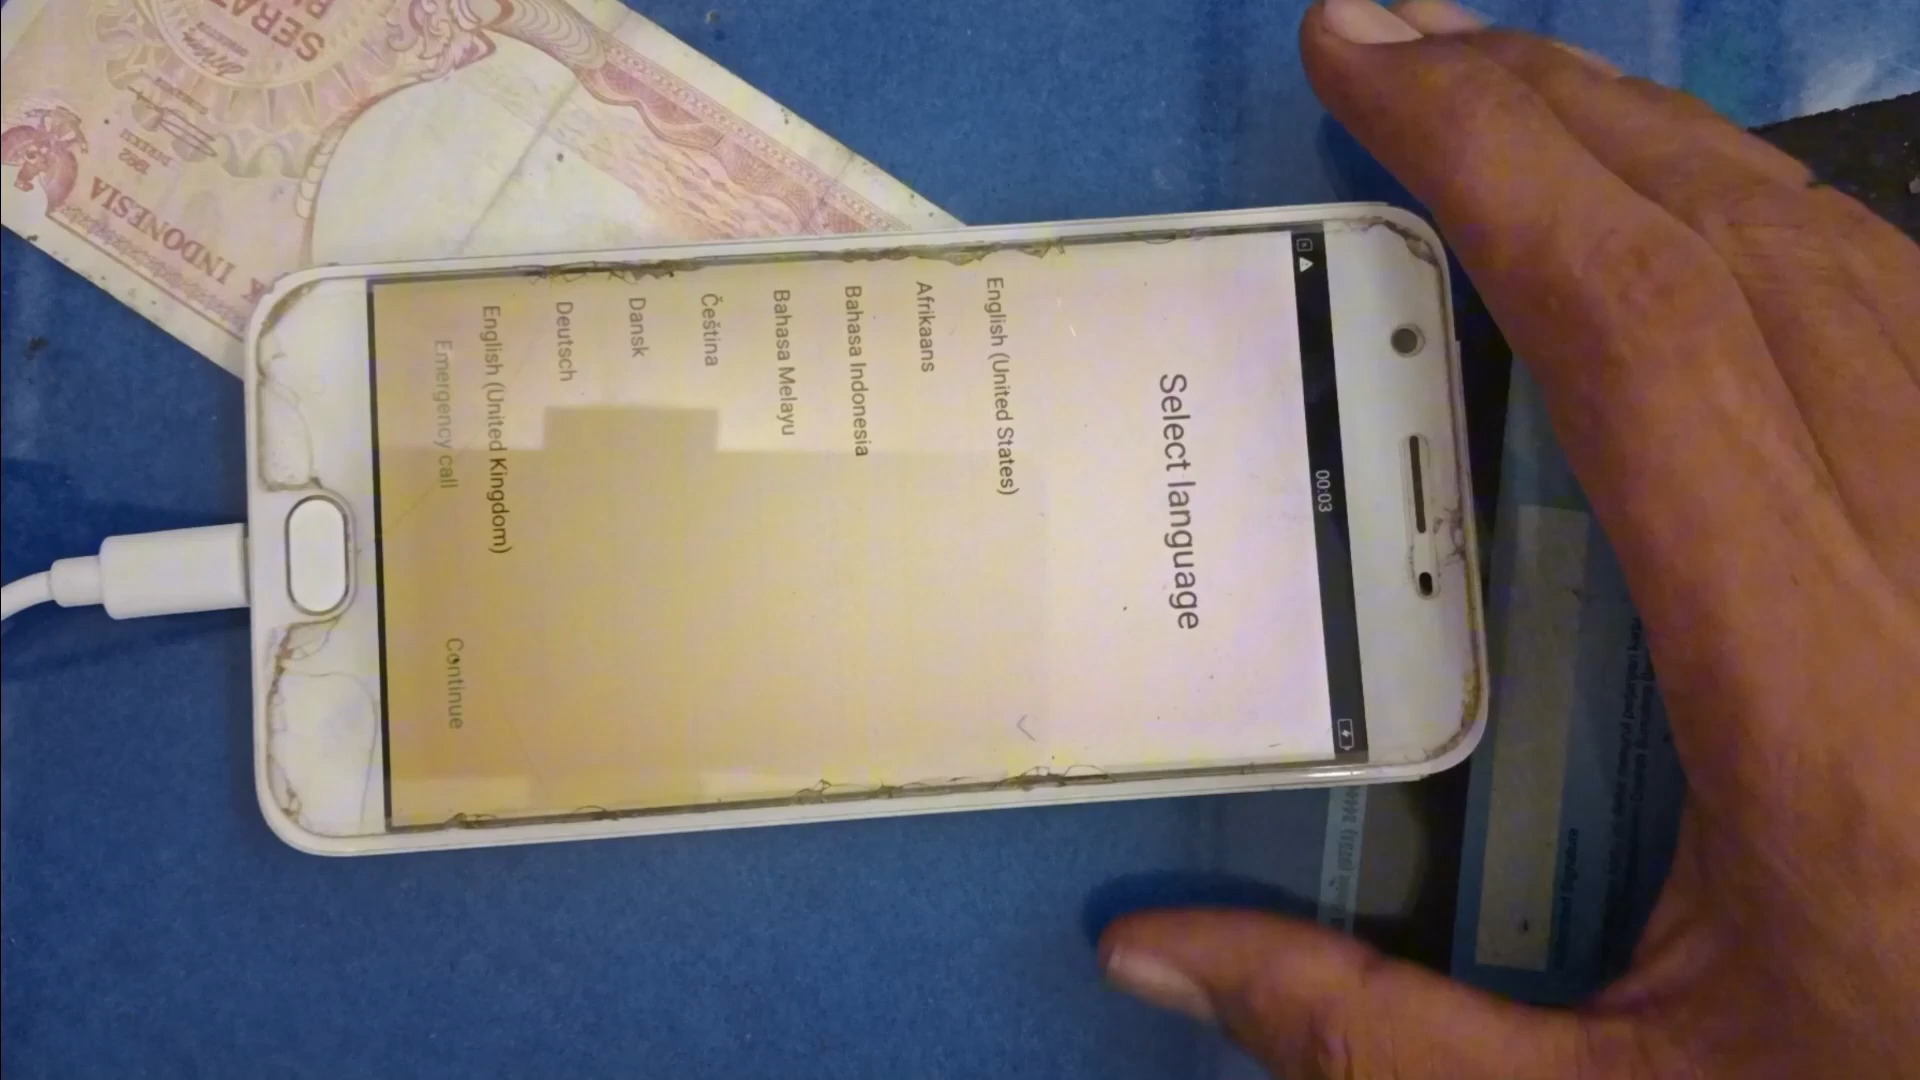 00:03
Select language
English (United States)
Afrikaans
Bahasa Indonesia
Bahasa Melayu
Čeština
Dansk
Deutsch
English (United Kingdom)
Emergency call
Continue
INDONESIA
1992